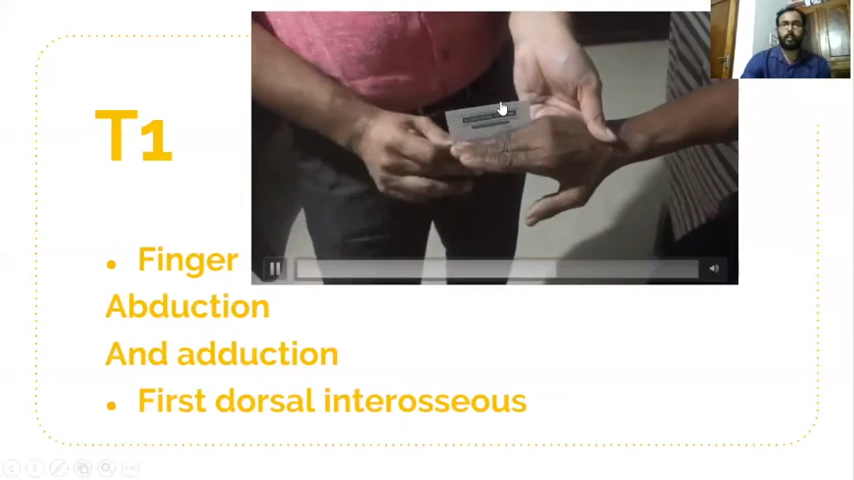 T1
• Finger
Abduction
And adduction
• First dorsal interosseous